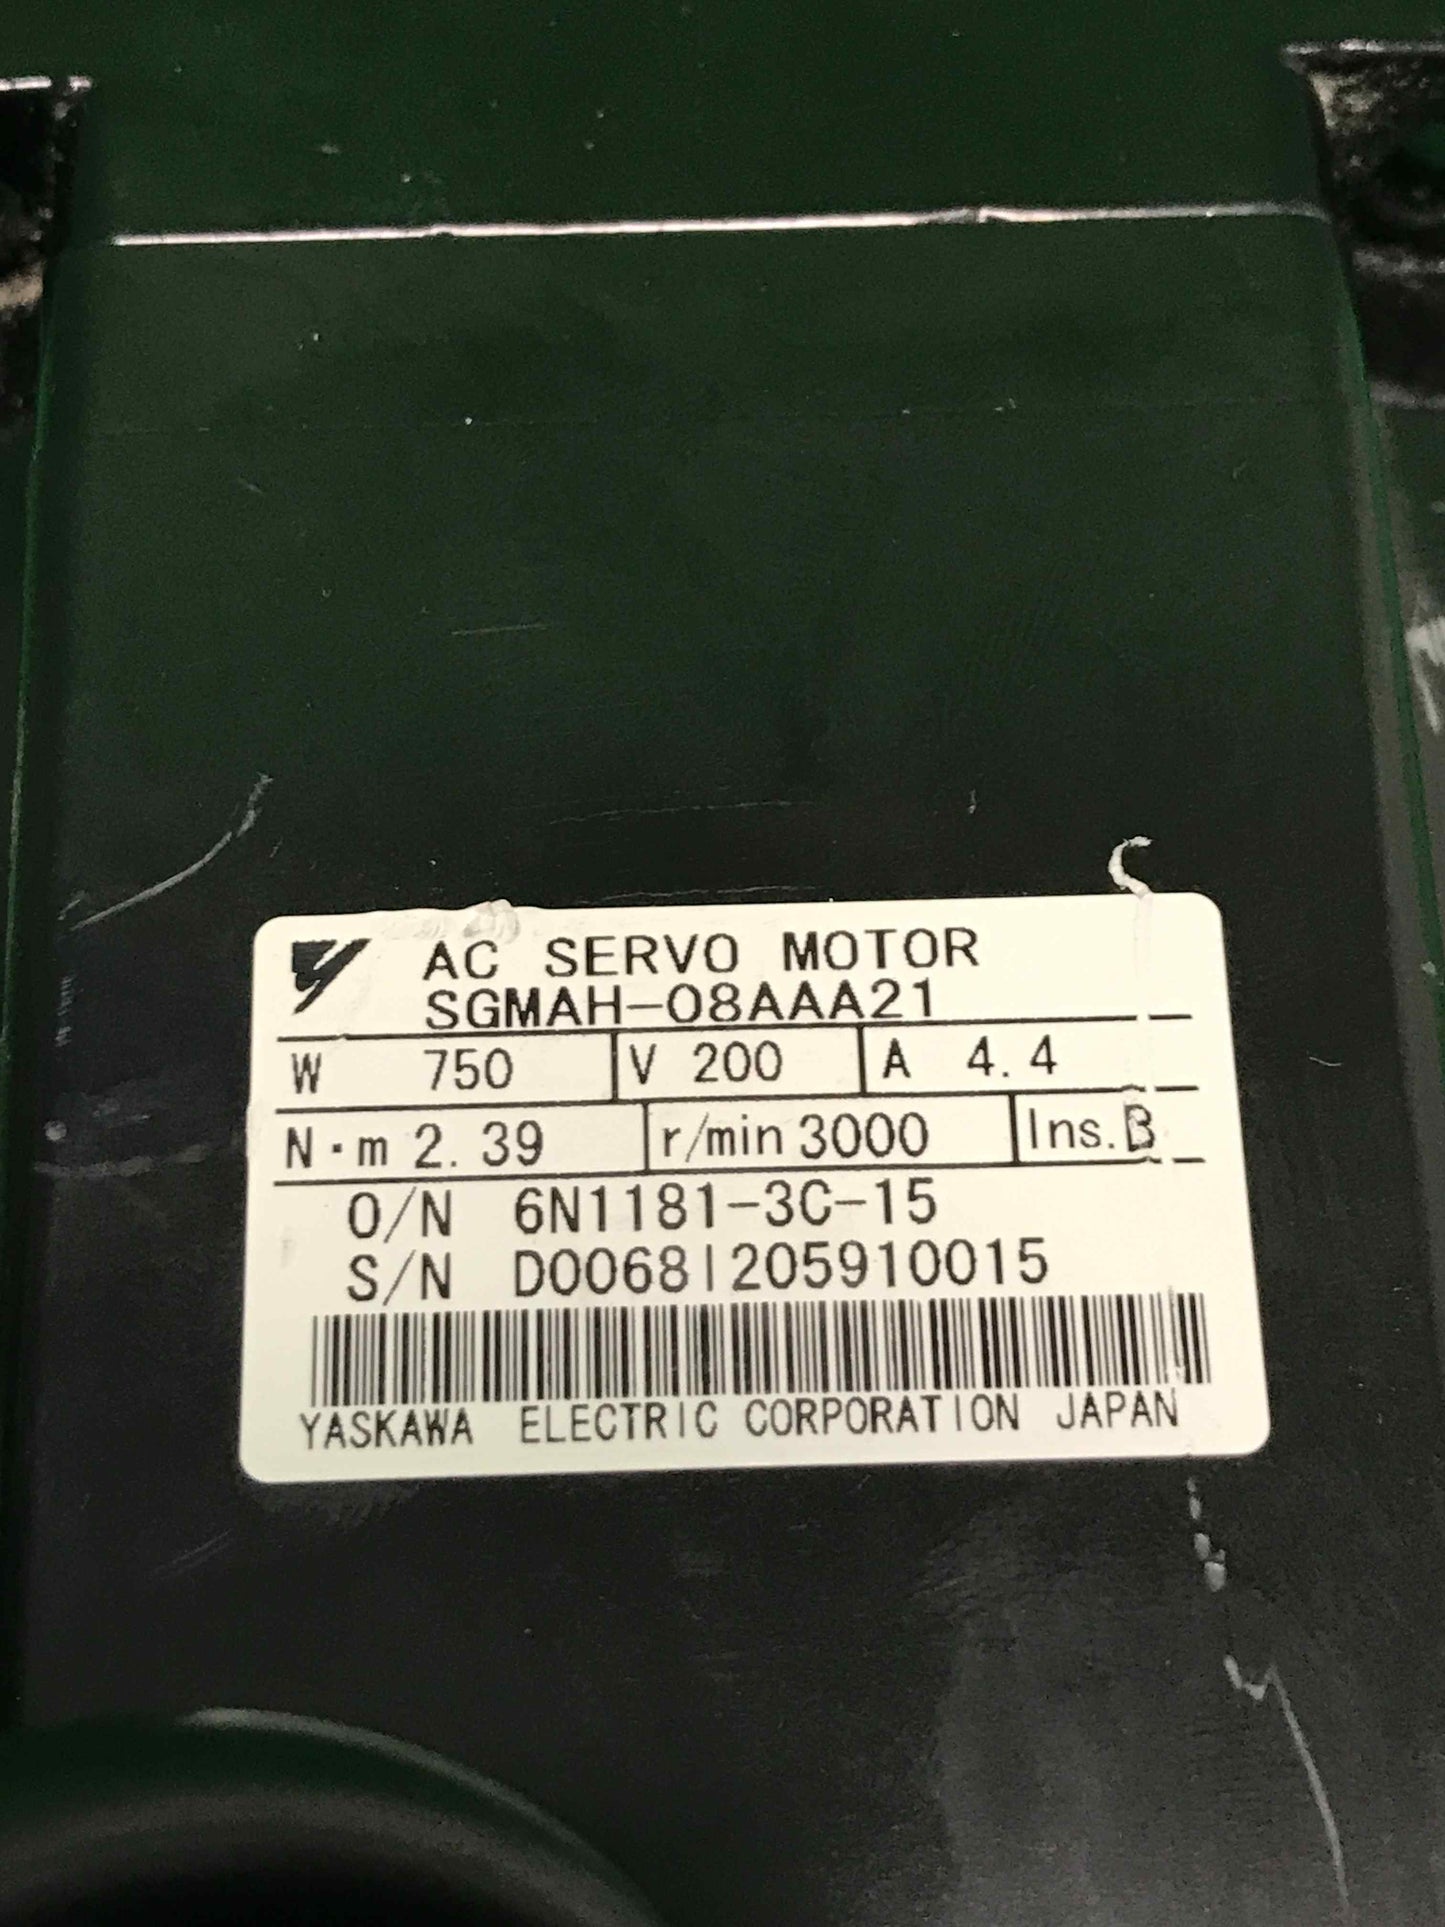 AC SERVO MOTOR
SGMAH-08AAA21
W 750 V 200 A 4.4
N·m 2.39 r/min 3000 Ins. B
O/N 6N1181-3C-15
S/N D0068I205910015
YASKAWA ELECTRIC CORPORATION JAPAN